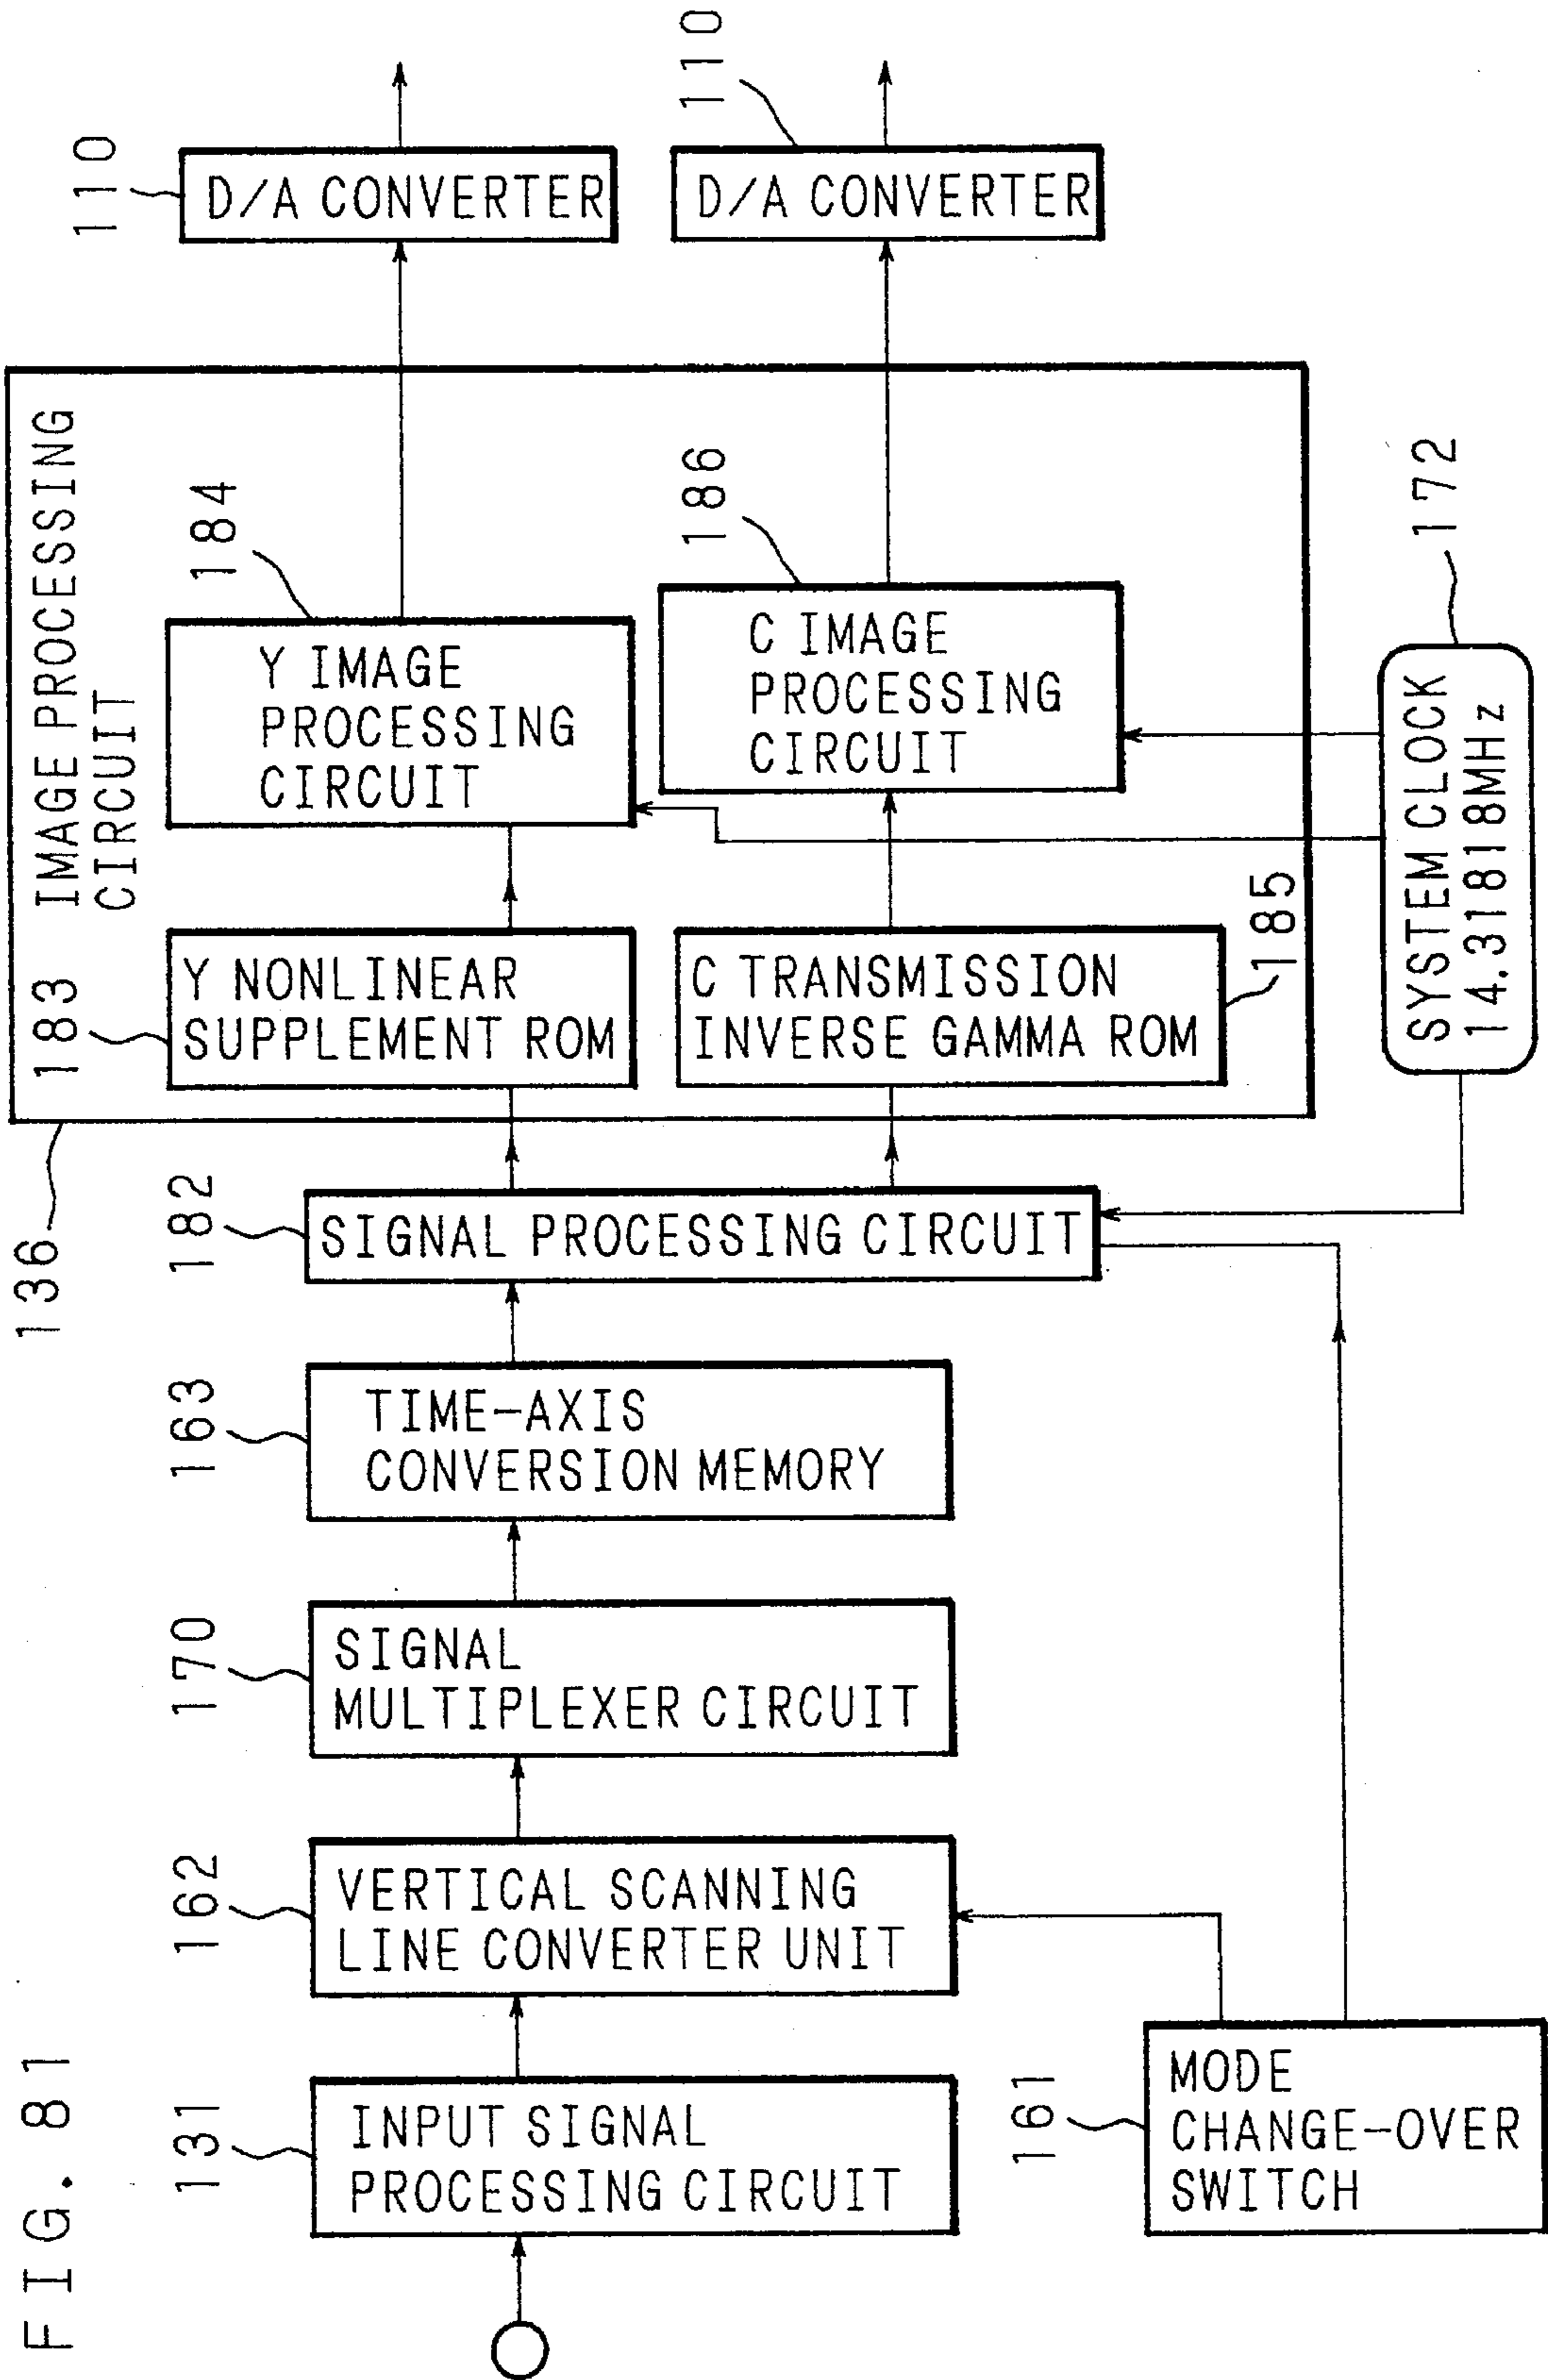 FIG. 81
131
INPUT SIGNAL
PROCESSING CIRCUIT
162
VERTICAL SCANNING
LINE CONVERTER UNIT
170
SIGNAL
MULTIPLEXER CIRCUIT
163
TIME-AXIS
CONVERSION MEMORY
182
SIGNAL PROCESSING CIRCUIT
136
IMAGE PROCESSING
CIRCUIT
183
Y NONLINEAR
SUPPLEMENT ROM
184
Y IMAGE
PROCESSING
CIRCUIT
110
D/A CONVERTER
C TRANSMISSION
INVERSE GAMMA ROM
185
186
C IMAGE
PROCESSING
CIRCUIT
110
D/A CONVERTER
161
MODE
CHANGE-OVER
SWITCH
SYSTEM CLOCK
14.31818MHz
172